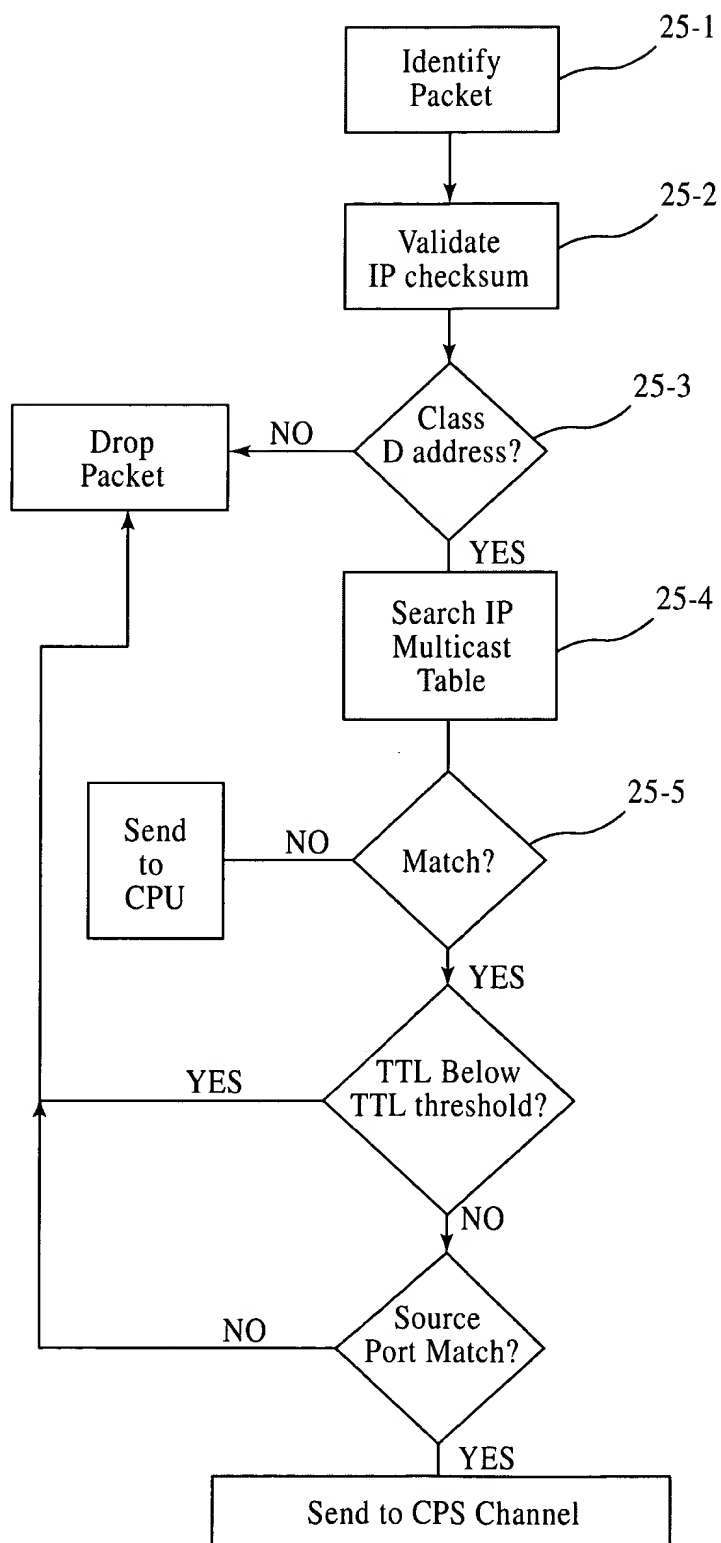 25-1
Identify
Packet
25-2
Validate
IP checksum
25-3
Class
D address?
NO
Drop
Packet
YES
25-4
Search IP
Multicast
Table
25-5
Match?
NO
Send
to
CPU
YES
TTL Below
TTL threshold?
YES
NO
Source
Port Match?
NO
YES
Send to CPS Channel